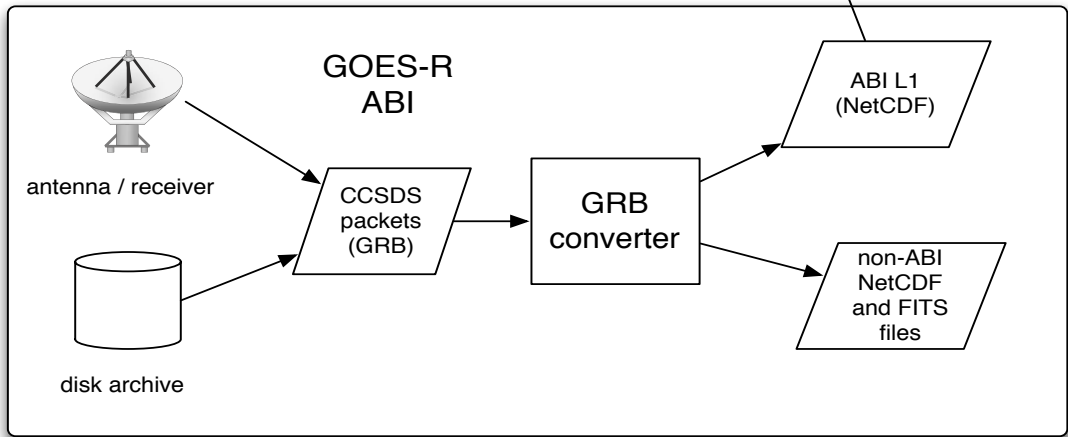 GOES-R
ABI
antenna / receiver
disk archive
CCSDS
packets
(GRB)
GRB
converter
ABI L1
(NetCDF)
non-ABI
NetCDF
and FITS
files